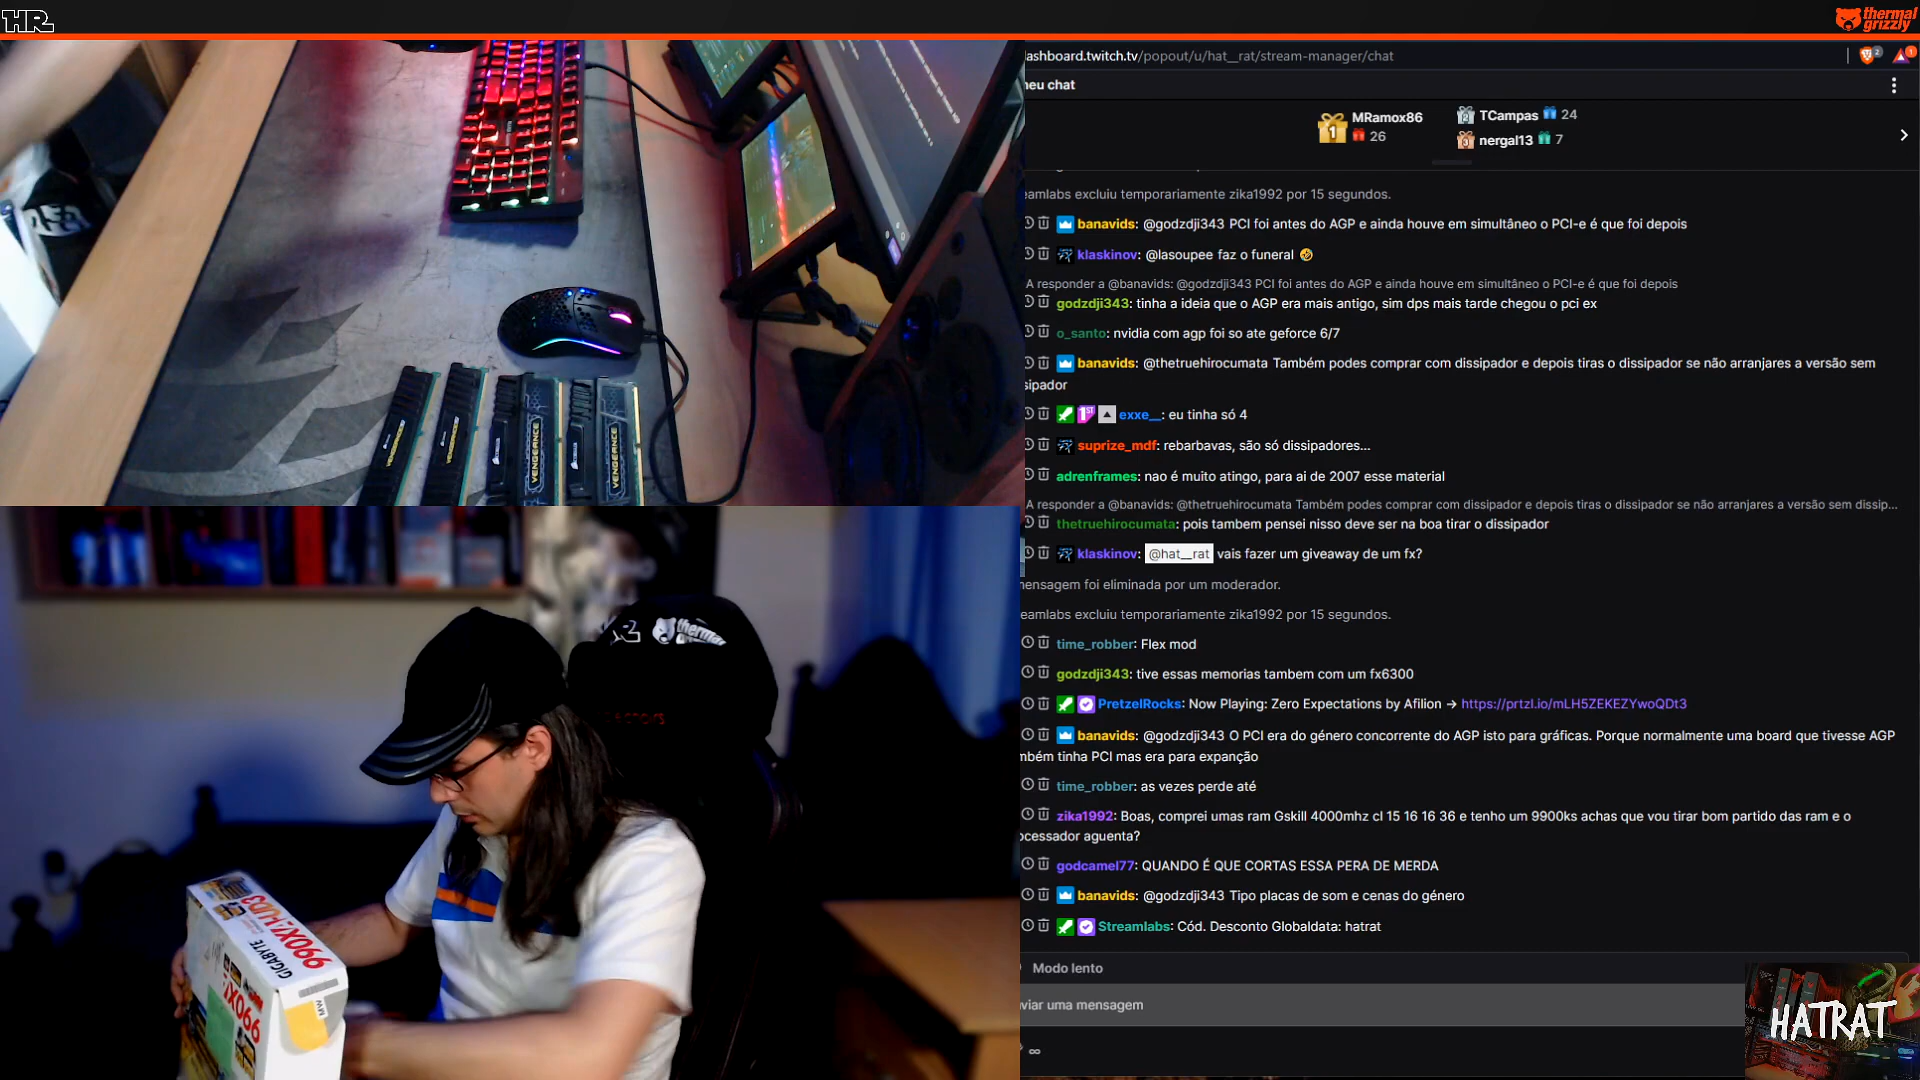 HR.
thermal
grizzly
dashboard.twitch.tv/popout/u/hat__rat/stream-manager/chat
2
1
meu chat
MRamox86
26
TCampas 24
nergal13 7
eamlabs excluiu temporariamente zika1992 por 15 segundos.
banavids: @godzdji343 PCI foi antes do AGP e ainda houve em simultâneo o PCI-e é que foi depois
klaskinov: @lasoupee faz o funeral 🤣
A responder a @banavids: @godzdji343 PCI foi antes do AGP e ainda houve em simultâneo o PCI-e é que foi depois
godzdji343: tinha a ideia que o AGP era mais antigo, sim dps mais tarde chegou o pci ex
o_santo: nvidia com agp foi so ate geforce 6/7
banavids: @thetruehirocumata Também podes comprar com dissipador e depois tiras o dissipador se não arranjares a versão sem
sipador
exxe__: eu tinha só 4
suprize_mdf: rebarbavas, são só dissipadores...
adrenframes: nao é muito atingo, para ai de 2007 esse material
A responder a @banavids: @thetruehirocumata Também podes comprar com dissipador e depois tiras o dissipador se não arranjares a versão sem dissip...
thetruehirocumata: pois tambem pensei nisso deve ser na boa tirar o dissipador
klaskinov: @hat__rat vais fazer um giveaway de um fx?
mensagem foi eliminada por um moderador.
eamlabs excluiu temporariamente zika1992 por 15 segundos.
time_robber: Flex mod
godzdji343: tive essas memorias tambem com um fx6300
PretzelRocks: Now Playing: Zero Expectations by Afilion -> https://prtzl.io/mLH5ZEKEZYwoQDt3
banavids: @godzdji343 O PCI era do género concorrente do AGP isto para gráficas. Porque normalmente uma board que tivesse AGP
mbém tinha PCI mas era para expanção
time_robber: as vezes perde até
zika1992: Boas, comprei umas ram Gskill 4000mhz cl 15 16 16 36 e tenho um 9900ks achas que vou tirar bom partido das ram e o
ocessador aguenta?
godcamel77: QUANDO É QUE CORTAS ESSA PERA DE MERDA
banavids: @godzdji343 Tipo placas de som e cenas do género
Streamlabs: Cód. Desconto Globaldata: hatrat
Modo lento
viar uma mensagem
∞
HATRAT
VENGEANCE
VENGEANCE
VENGEANCE
VENGEANCE
thermal
GIGABYTE
990XA-UD3
990X